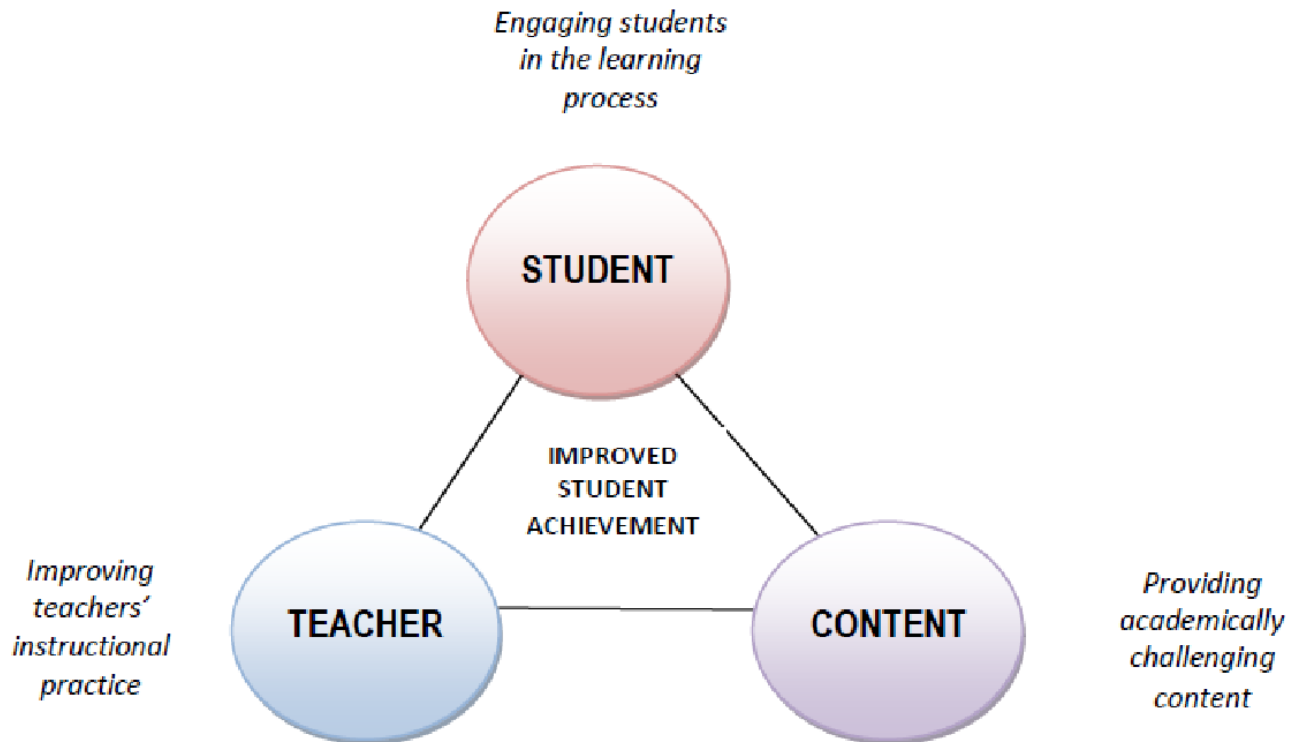 Engaging students
in the learning
process
STUDENT
IMPROVED
STUDENT
ACHIEVEMENT
Improving
teachers’
instructional
practice
TEACHER
CONTENT
Providing
academically
challenging
content